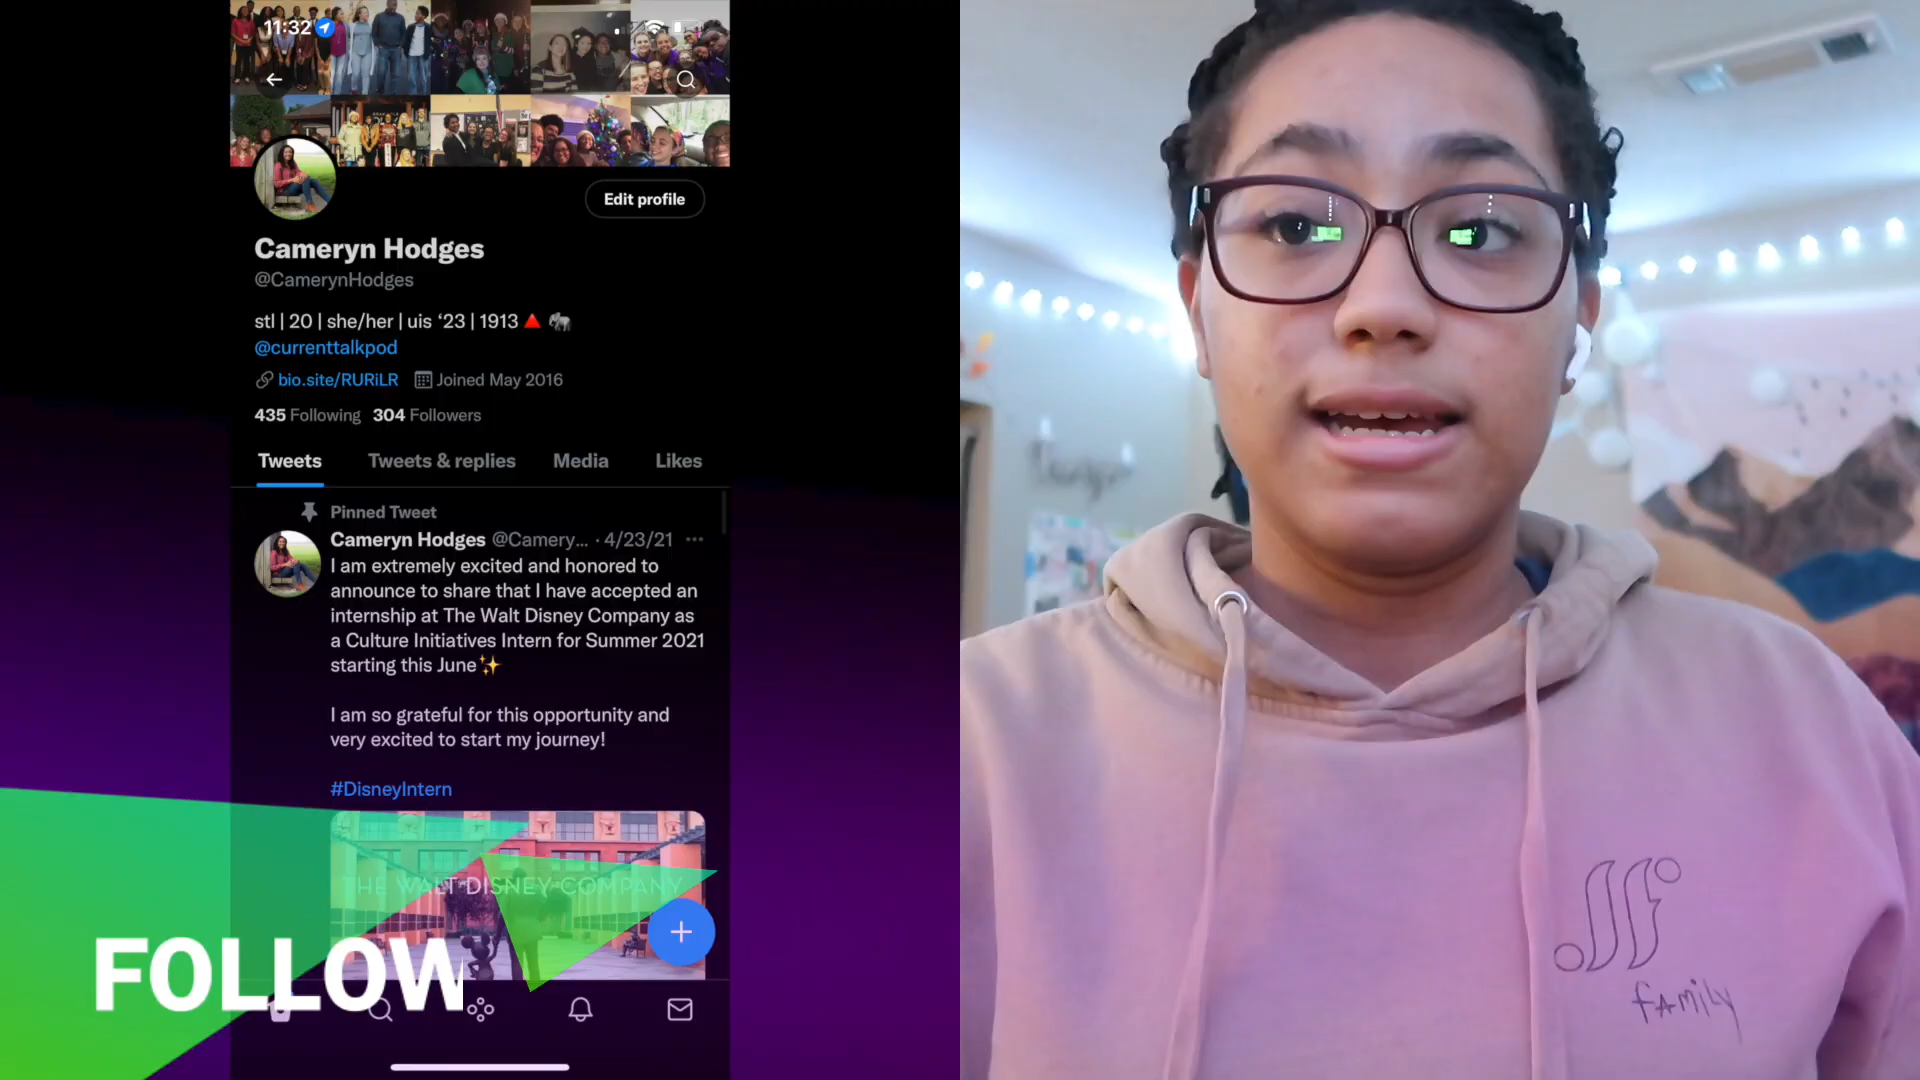 11:32
Edit profile
Cameryn Hodges
@CamerynHodges
stl | 20 | she/her | uis ‘23 | 1913🔺🐘
@currenttalkpod
bio.site/RURiLR Joined May 2016
435 Following 304 Followers
Tweets Tweets & replies Media Likes
Pinned Tweet
Cameryn Hodges @Camery... · 4/23/21 ···
I am extremely excited and honored to
announce to share that I have accepted an
internship at The Walt Disney Company as
a Culture Initiatives Intern for Summer 2021
starting this June✨
I am so grateful for this opportunity and
very excited to start my journey!
#DisneyIntern
THE WALT DISNEY COMPANY
FOLLOW
family